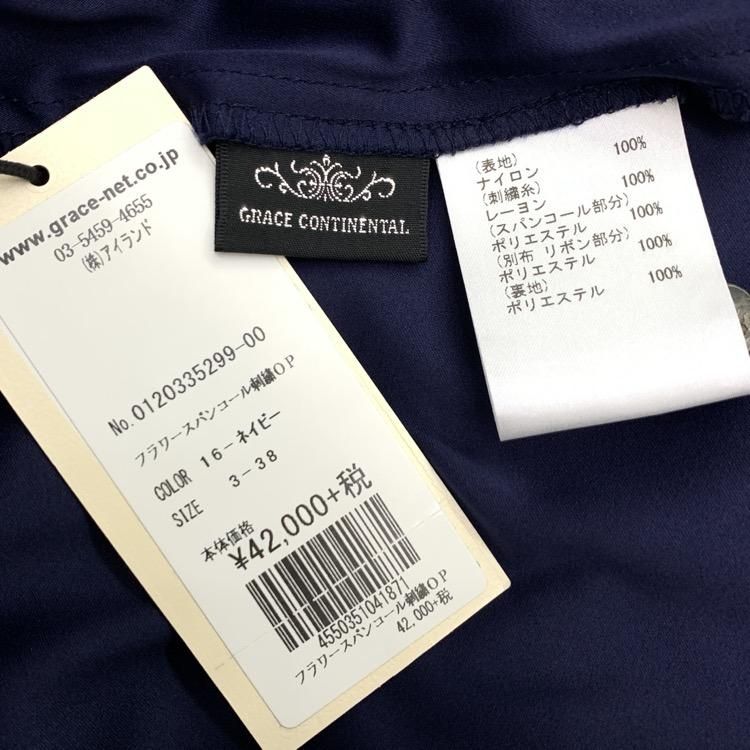 www.grace-net.co.jp
03-5459-4655
(株)アイランド
No.0120335299-00
フラワースパンコール刺繍OP
COLOR 16-ネイビー
SIZE 3-38
本体価格
¥42,000+税
4550351041871
フラワースパンコール刺繍OP
42,000+税
GRACE CONTINENTAL
(表地)
ナイロン 100%
(刺繍糸)
レーヨン 100%
(スパンコール部分)
ポリエステル 100%
(別布 リボン部分)
ポリエステル 100%
(裏地)
ポリエステル 100%